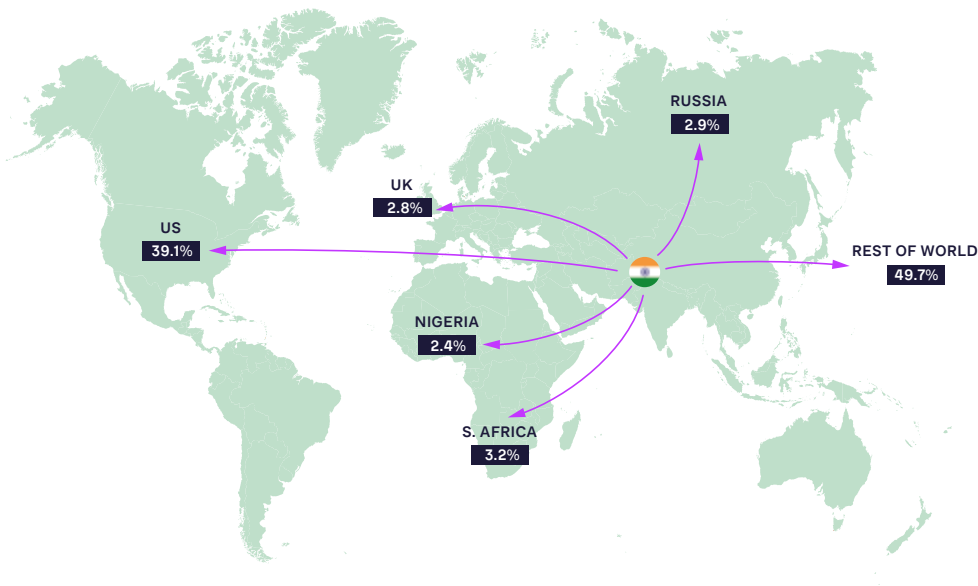 RUSSIA
2.9%
UK
2.8%
US
39.1%
REST OF WORLD
49.7%
NIGERIA
2.4%
S. AFRICA
3.2%